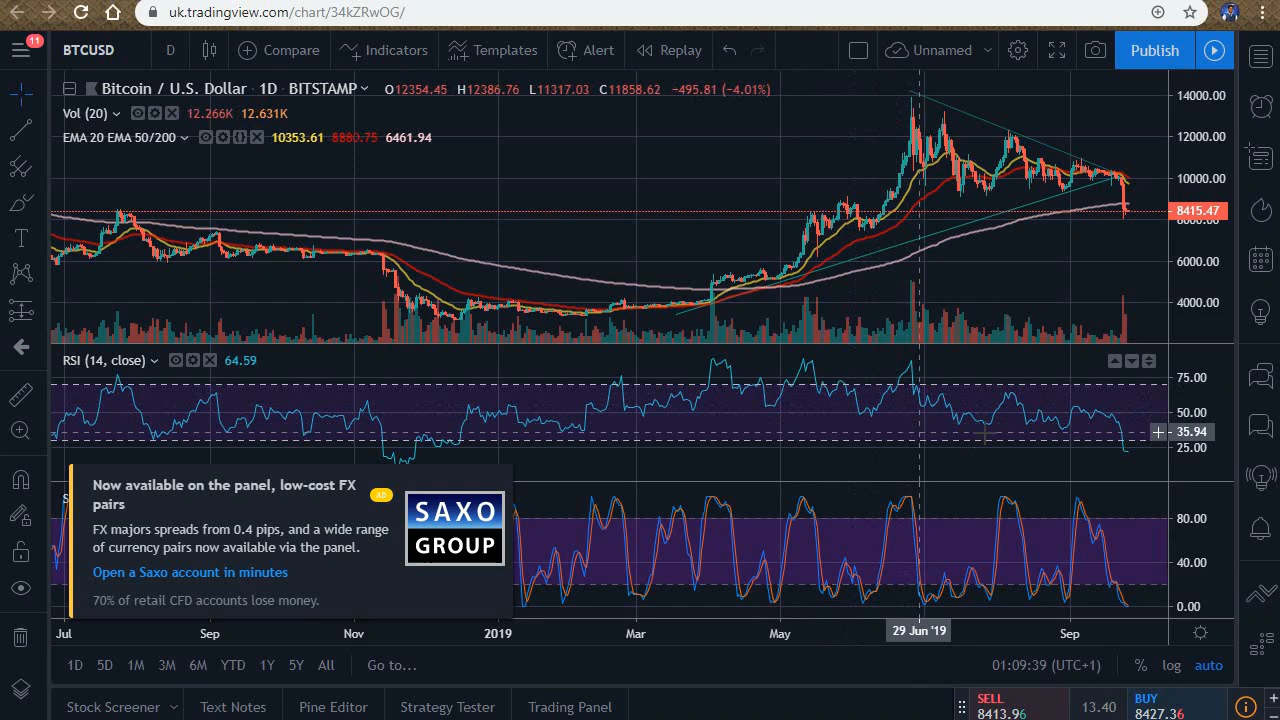 uk.tradingview.com/chart/34kZRwOG/
11
BTCUSD D Compare Indicators Templates Alert Replay Unnamed Publish
Bitcoin / U.S. Dollar 1D BITSTAMP O12354.45 H12386.76 L11317.03 C11858.62 -495.81 (-4.01%)
Vol (20) 12.266K 12.631K
EMA 20 EMA 50/200 10353.61 8880.75 6461.94
14000.00
12000.00
10000.00
8415.47
8000.00
6000.00
4000.00
RSI (14, close) 64.59
75.00
50.00
35.94
25.00
Now available on the panel, low-cost FX
pairs
AD
FX majors spreads from 0.4 pips, and a wide range
of currency pairs now available via the panel.
Open a Saxo account in minutes
70% of retail CFD accounts lose money.
SAXO
GROUP
80.00
40.00
0.00
Jul Sep Nov 2019 Mar May 29 Jun '19 Sep
1D 5D 1M 3M 6M YTD 1Y 5Y All Go to... 01:09:39 (UTC+1) % log auto
Stock Screener Text Notes Pine Editor Strategy Tester Trading Panel
SELL
8413.96
13.40
BUY
8427.36